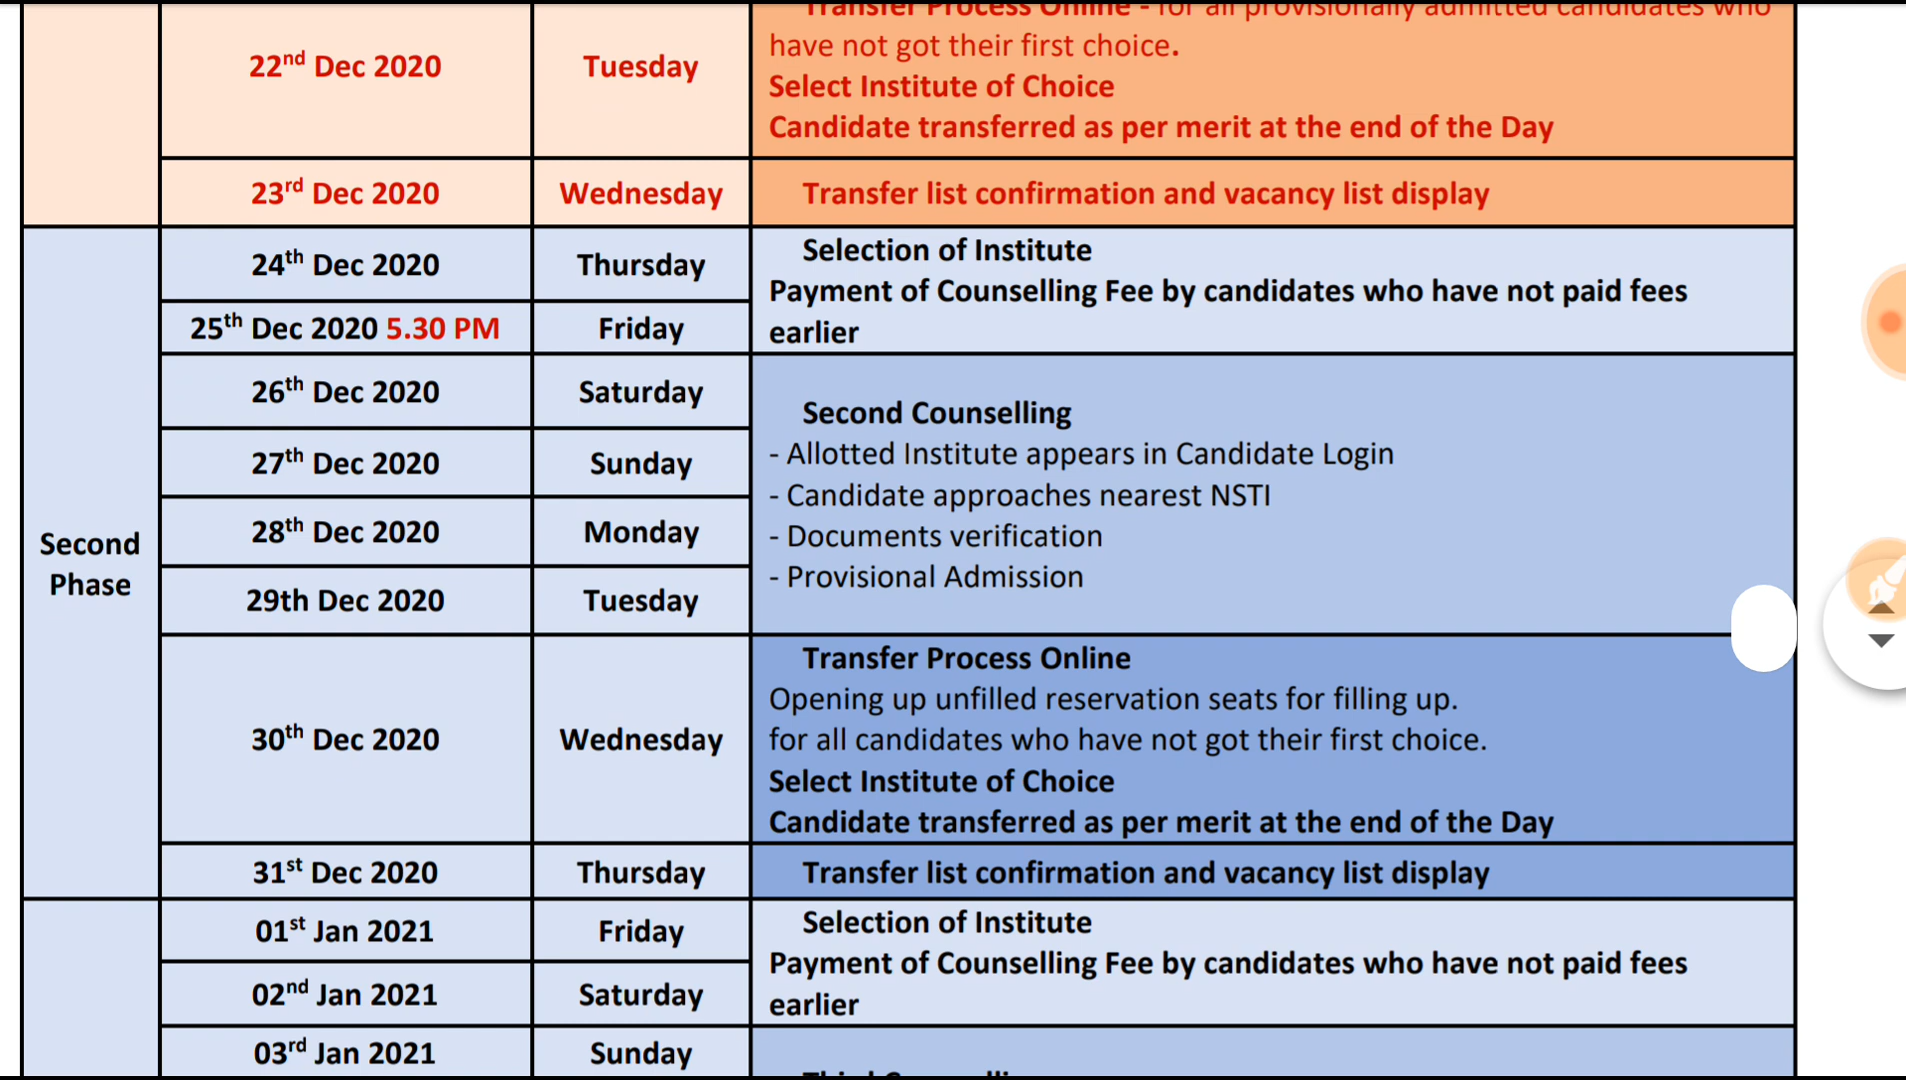 Transfer Process Online - for all provisionally admitted candidates who
22nd Dec 2020 Tuesday have not got their first choice.
Select Institute of Choice
Candidate transferred as per merit at the end of the Day
23rd Dec 2020 Wednesday Transfer list confirmation and vacancy list display
Second Phase
24th Dec 2020 Thursday Selection of Institute
Payment of Counselling Fee by candidates who have not paid fees
25th Dec 2020 5.30 PM Friday earlier
26th Dec 2020 Saturday Second Counselling
- Allotted Institute appears in Candidate Login
27th Dec 2020 Sunday
- Candidate approaches nearest NSTI
28th Dec 2020 Monday - Documents verification
- Provisional Admission
29th Dec 2020 Tuesday
Transfer Process Online
Opening up unfilled reservation seats for filling up.
30th Dec 2020 Wednesday for all candidates who have not got their first choice.
Select Institute of Choice
Candidate transferred as per merit at the end of the Day
31st Dec 2020 Thursday Transfer list confirmation and vacancy list display
01st Jan 2021 Friday Selection of Institute
Payment of Counselling Fee by candidates who have not paid fees
02nd Jan 2021 Saturday earlier
03rd Jan 2021 Sunday